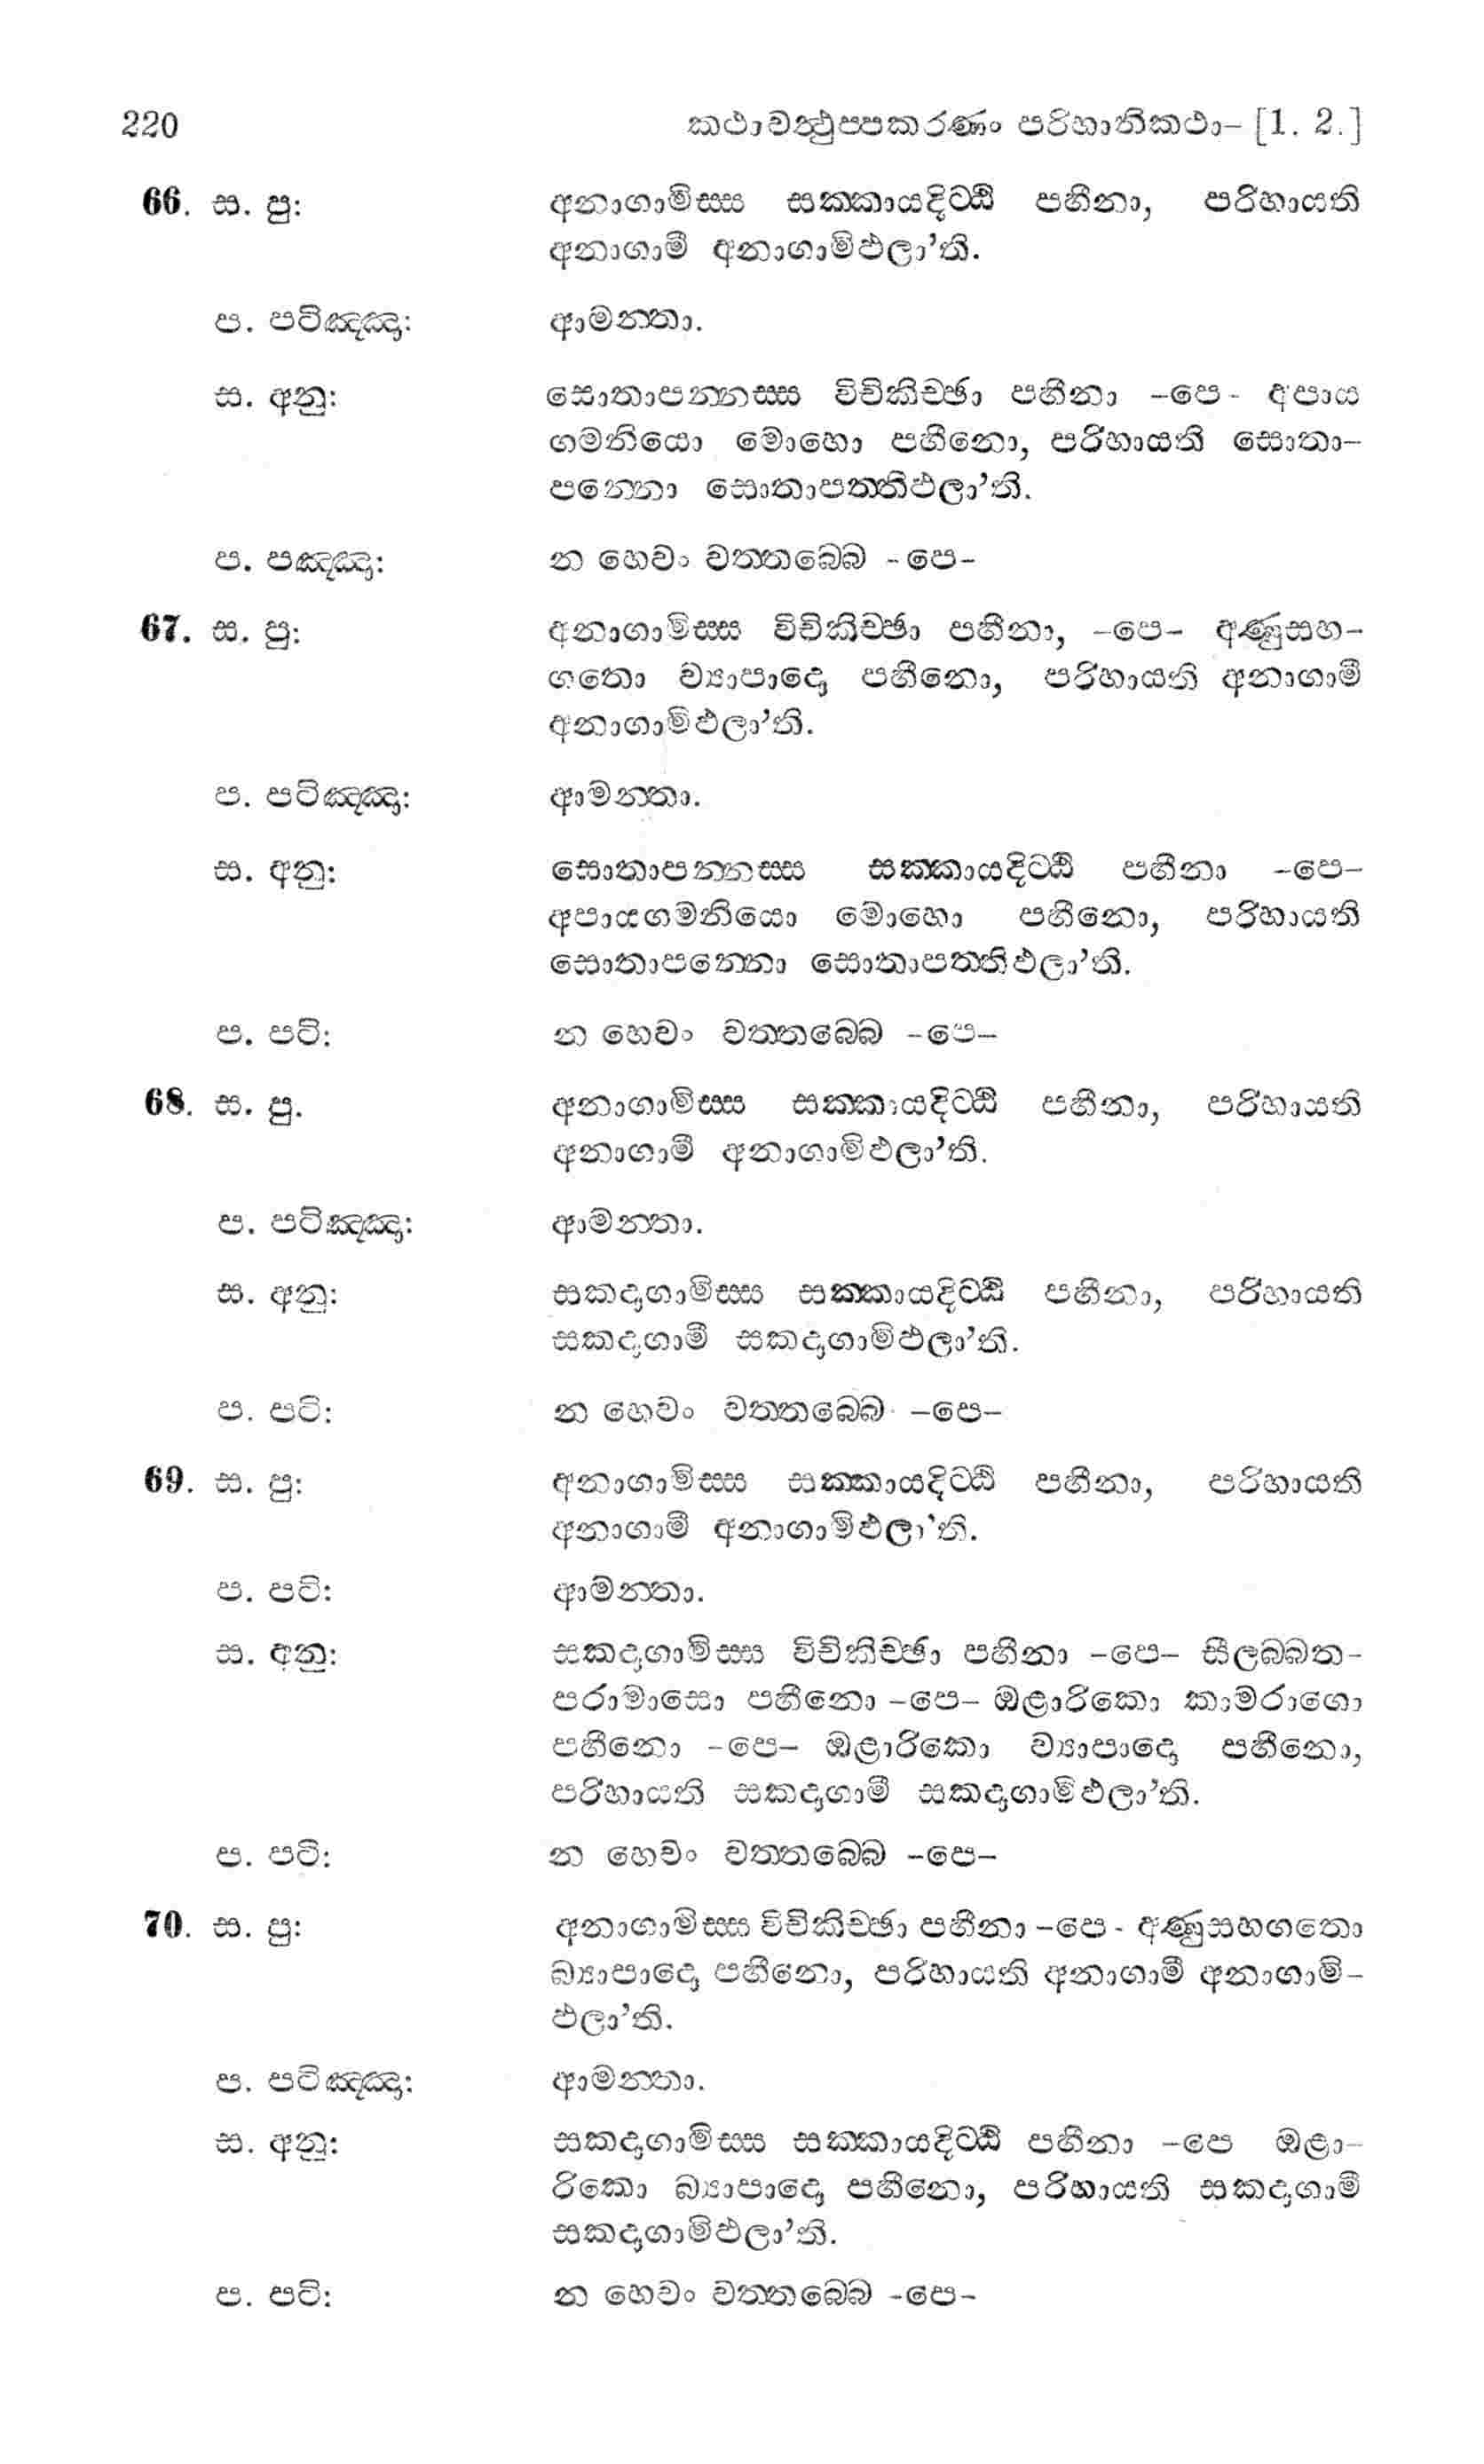 220 කථාවත්‍ථුප්පකරණං පරිහානිකථා– [1. 2.]
66. ස. පු: අනාගාමිස්ස සක්කායදිට්ඨි පහීනා, පරිහායති
අනාගාමී අනාගාමිඵලා’ති.
ප. පටිඤ්ඤා: ආමන්තා.
ස. අනු: සොතාපන්නස්ස විචිකිච්ඡා පහීනා –පෙ– අපාය
ගමනියො මොහො පහීනො, පරිහායති සොතා–
පන්නො සොතාපත්තිඵලා’ති.
ප. පඤ්ඤා: න හෙවං වත්තබ්බෙ –පෙ–
67. ස. පු: අනාගාමිස්ස විචිකිච්ඡා පහීනා, –පෙ– අණුසහ–
ගතො ව්‍යාපාදො පහීනො, පරිහායති අනාගාමී
අනාගාමිඵලා’ති.
ප. පටිඤ්ඤා: ආමන්තා.
ස. අනු: සොතාපන්නස්ස සක්කායදිට්ඨි පහීනා –පෙ–
අපායගමනියො මොහො පහීනො, පරිහායති
සොතාපන්නො සොතාපත්තිඵලා’ති.
ප. පටි: න හෙවං වත්තබ්බෙ –පෙ–
68. ස. පු. අනාගාමිස්ස සක්කායදිට්ඨි පහීනා, පරිහායති
අනාගාමී අනාගාමිඵලා’ති.
ප. පටිඤ්ඤා: ආමන්තා.
ස. අනු: සකදාගාමිස්ස සක්කායදිට්ඨි පහීනා, පරිහායති
සකදාගාමී සකදාගාමිඵලා’ති.
ප. පටි: න හෙවං වත්තබ්බෙ –පෙ–
69. ස. පු: අනාගාමිස්ස සක්කායදිට්ඨි පහීනා, පරිහායති
අනාගාමී අනාගාමිඵලා’ති.
ප. පටි: ආමන්තා.
ස. අනු: සකදාගාමිස්ස විචිකිච්ඡා පහීනා –පෙ– සීලබ්බත–
පරාමාසො පහීනො –පෙ– ඔළාරිකො කාමරාගො
පහීනො –පෙ– ඔළාරිකො ව්‍යාපාදො පහීනො,
පරිහායති සකදාගාමී සකදාගාමිඵලා’ති.
ප. පටි: න හෙවං වත්තබ්බෙ –පෙ–
70. ස. පු: අනාගාමිස්ස විචිකිච්ඡා පහීනා –පෙ– අණුසහගතො
බ්‍යාපාදො පහීනො, පරිහායති අනාගාමී අනාගාමි–
ඵලා’ති.
ප. පටිඤ්ඤා: ආමන්තා.
ස. අනු: සකදාගාමිස්ස සක්කායදිට්ඨි පහීනා –පෙ ඔළා–
රිකො බ්‍යාපාදො පහීනො, පරිහායති සකදාගාමී
සකදාගාමිඵලා’ති.
ප. පටි: න හෙවං වත්තබ්බෙ –පෙ–